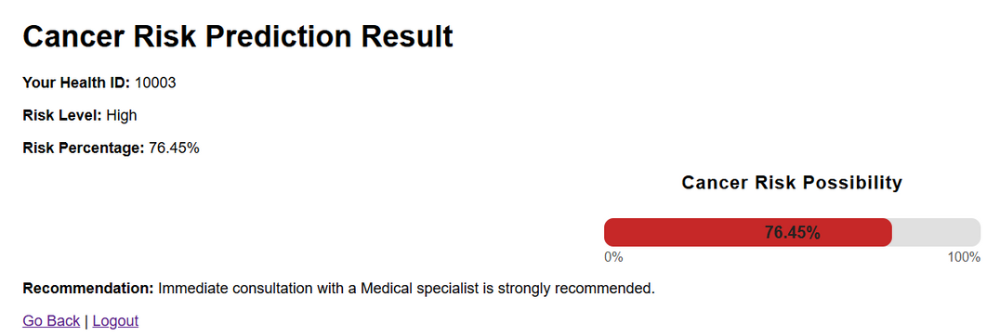 Cancer Risk Prediction Result
Your Health ID: 10003
Risk Level: High
Risk Percentage: 76.45%
Cancer Risk Possibility
76.45%
0% 100%
Recommendation: Immediate consultation with a Medical specialist is strongly recommended.
Go Back | Logout